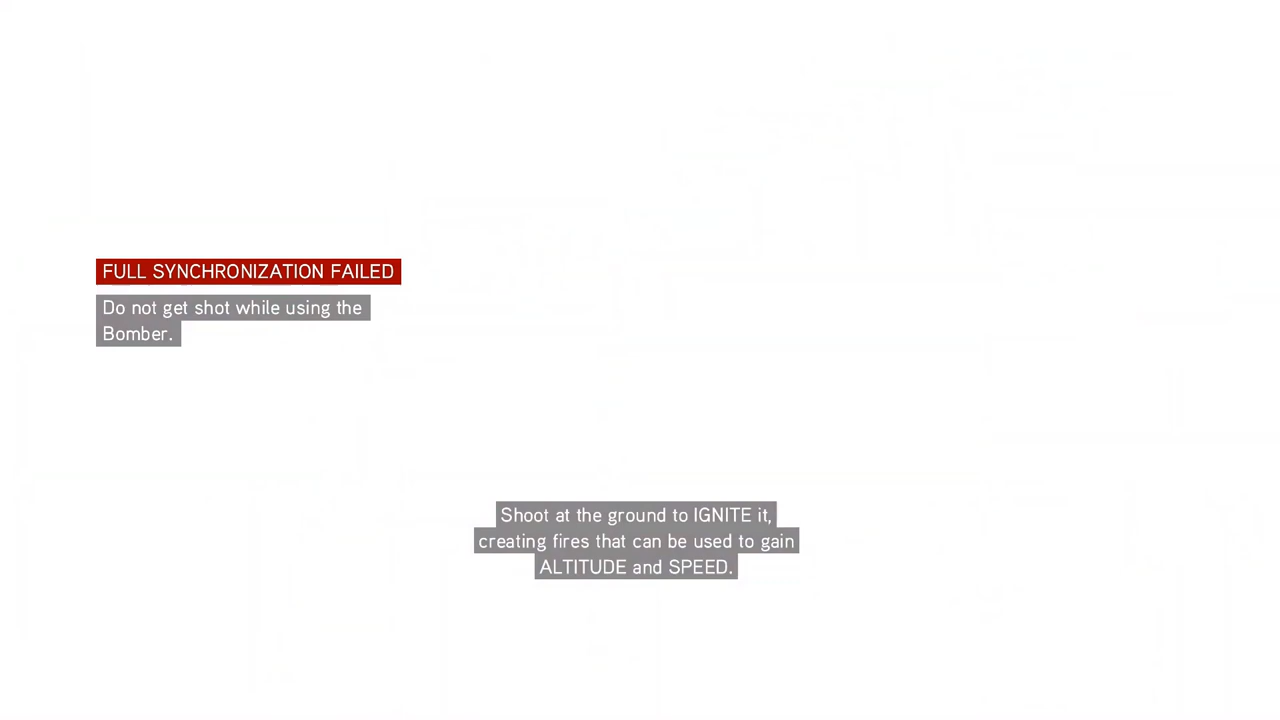 FULL SYNCHRONIZATION FAILED
Do not get shot while using the
Bomber.
Shoot at the ground to IGNITE it,
creating fires that can be used to gain
ALTITUDE and SPEED.